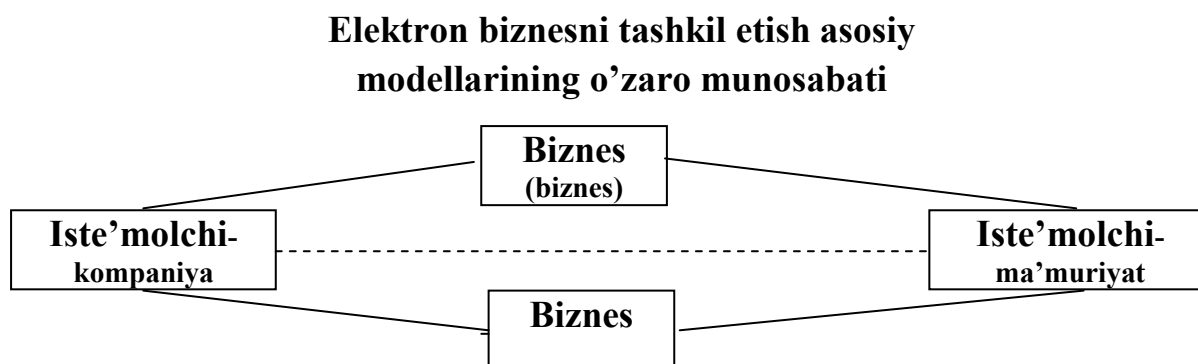 Elektron biznesni tashkil etish asosiy
modellarining o’zaro munosabati
Biznes
(biznes)
Iste’molchi-
kompaniya
Iste’molchi-
ma’muriyat
Biznes